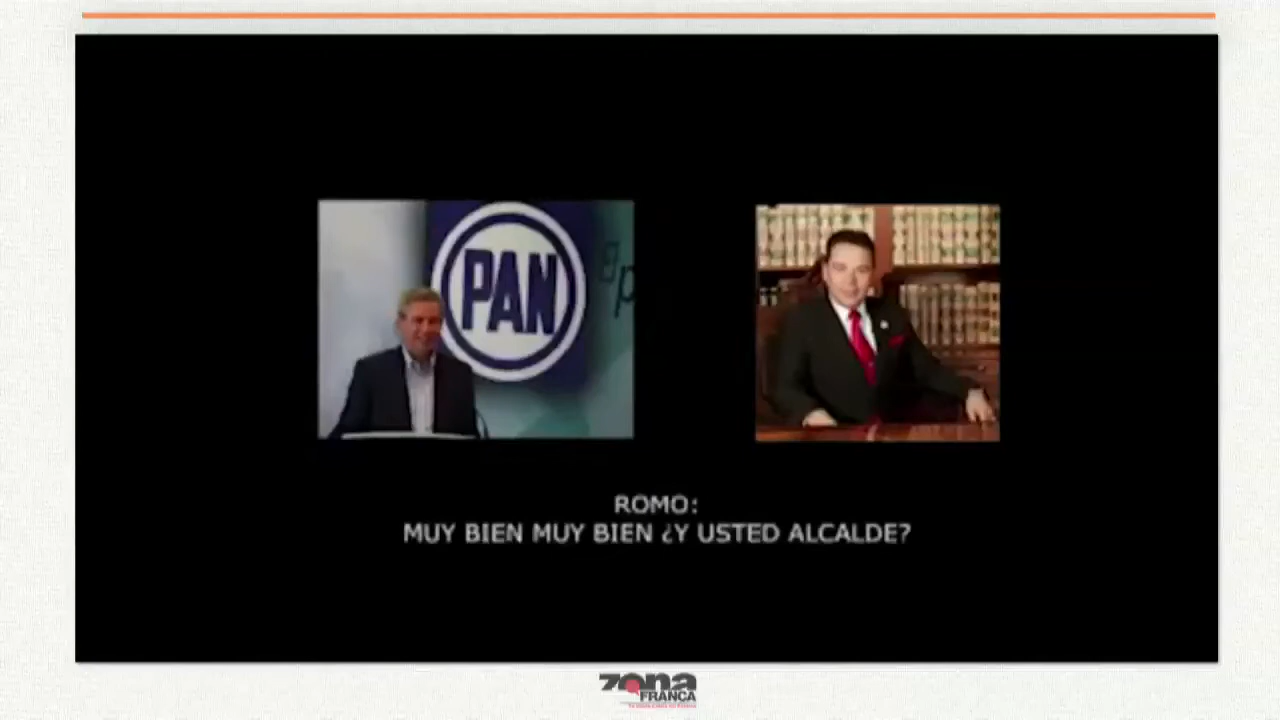 PAN
ROMO:
MUY BIEN MUY BIEN ¿Y USTED ALCALDE?
ZONA
FRANCA